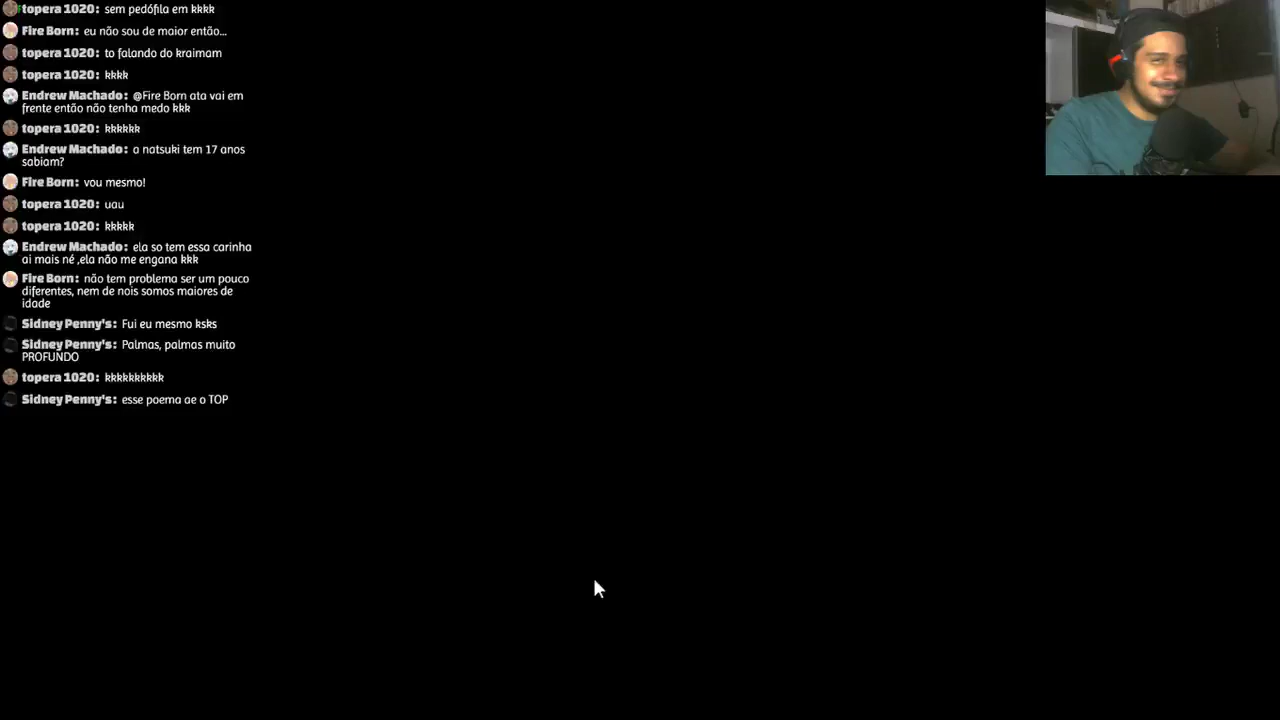 topera 1020: sem pedófila em kkkk
Fire Born: eu não sou de maior então...
topera 1020: to falando do kraimam
topera 1020: kkkk
Endrew Machado: @Fire Born ata vai em
frente então não tenha medo kkk
topera 1020: kkkkkk
Endrew Machado: a natsuki tem 17 anos
sabiam?
Fire Born: vou mesmo!
topera 1020: uau
topera 1020: kkkkk
Endrew Machado: ela so tem essa carinha
ai mais né ,ela não me engana kkk
Fire Born: não tem problema ser um pouco
diferentes, nem de nois somos maiores de
idade
Sidney Penny's: Fui eu mesmo ksks
Sidney Penny's: Palmas, palmas muito
PROFUNDO
topera 1020: kkkkkkkkkk
Sidney Penny's: esse poema ae o TOP